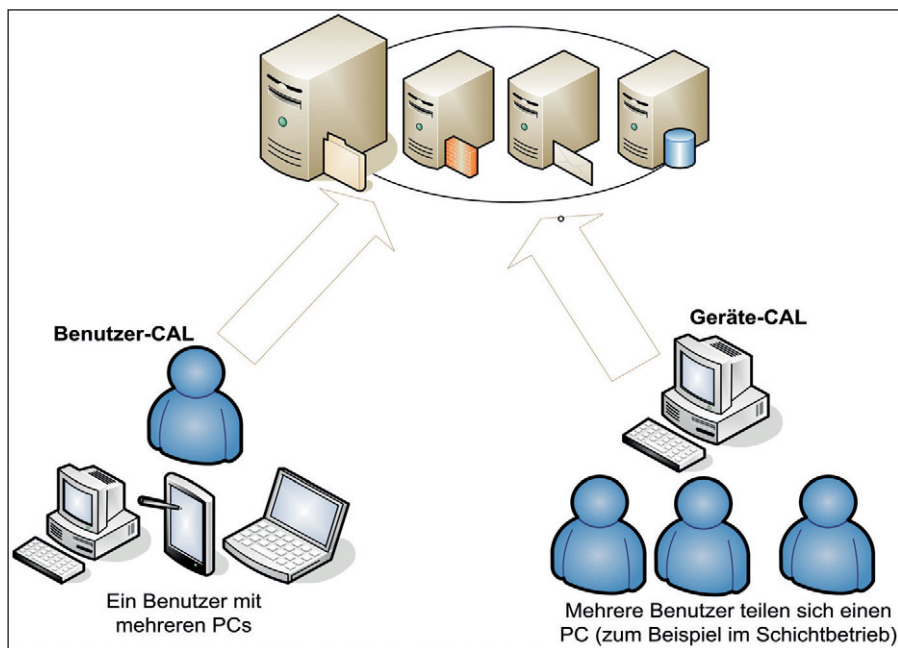 Benutzer-CAL
Geräte-CAL
Ein Benutzer mit
mehreren PCs
Mehrere Benutzer teilen sich einen
PC (zum Beispiel im Schichtbetrieb)